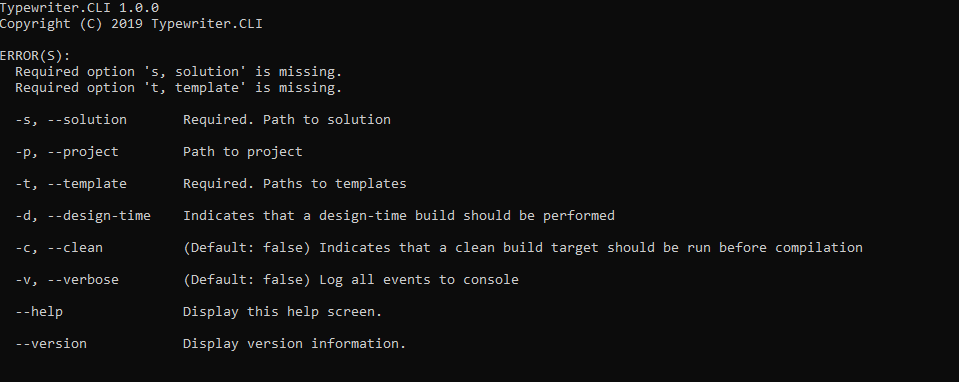 Typewriter.CLI 1.0.0
Copyright (C) 2019 Typewriter.CLI
ERROR(S):
Required option 's, solution' is missing.
Required option 't, template' is missing.
-s, --solution Required. Path to solution
-p, --project Path to project
-t, --template Required. Paths to templates
-d, --design-time Indicates that a design-time build should be performed
-c, --clean (Default: false) Indicates that a clean build target should be run before compilation
-v, --verbose (Default: false) Log all events to console
--help Display this help screen.
--version Display version information.